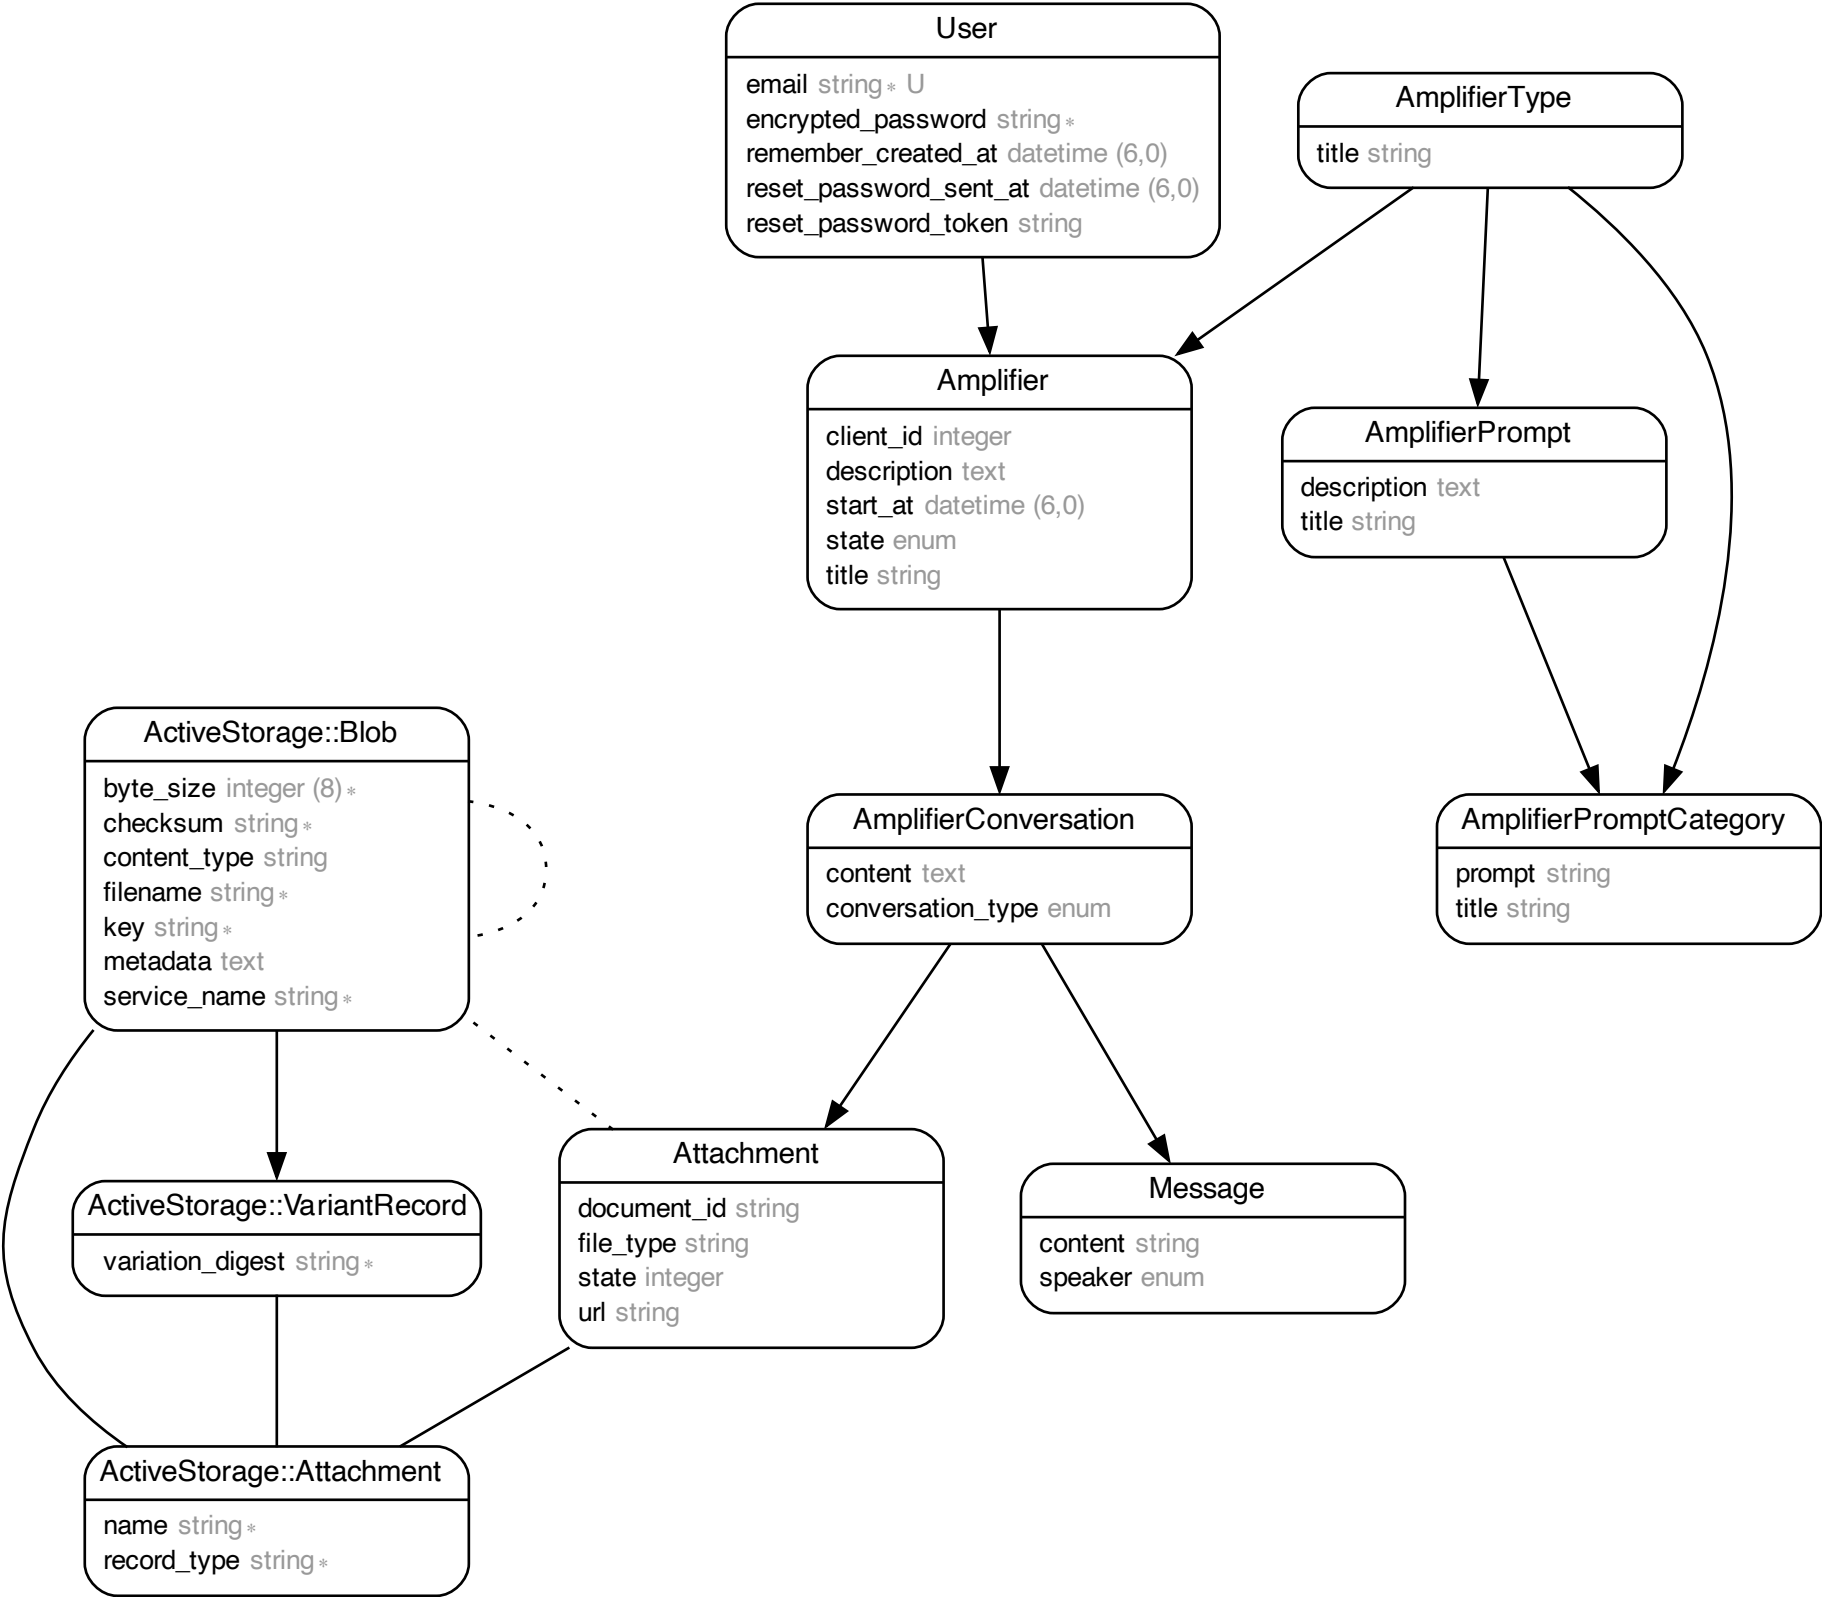 User
email string∗ U
encrypted_password string∗
remember_created_at datetime (6,0)
reset_password_sent_at datetime (6,0)
reset_password_token string
AmplifierType
title string
Amplifier
client_id integer
description text
start_at datetime (6,0)
state enum
title string
AmplifierPrompt
description text
title string
ActiveStorage::Blob
byte_size integer (8)∗
checksum string∗
content_type string
filename string∗
key string∗
metadata text
service_name string∗
AmplifierConversation
content text
conversation_type enum
AmplifierPromptCategory
prompt string
title string
ActiveStorage::VariantRecord
variation_digest string∗
Attachment
document_id string
file_type string
state integer
url string
Message
content string
speaker enum
ActiveStorage::Attachment
name string∗
record_type string∗